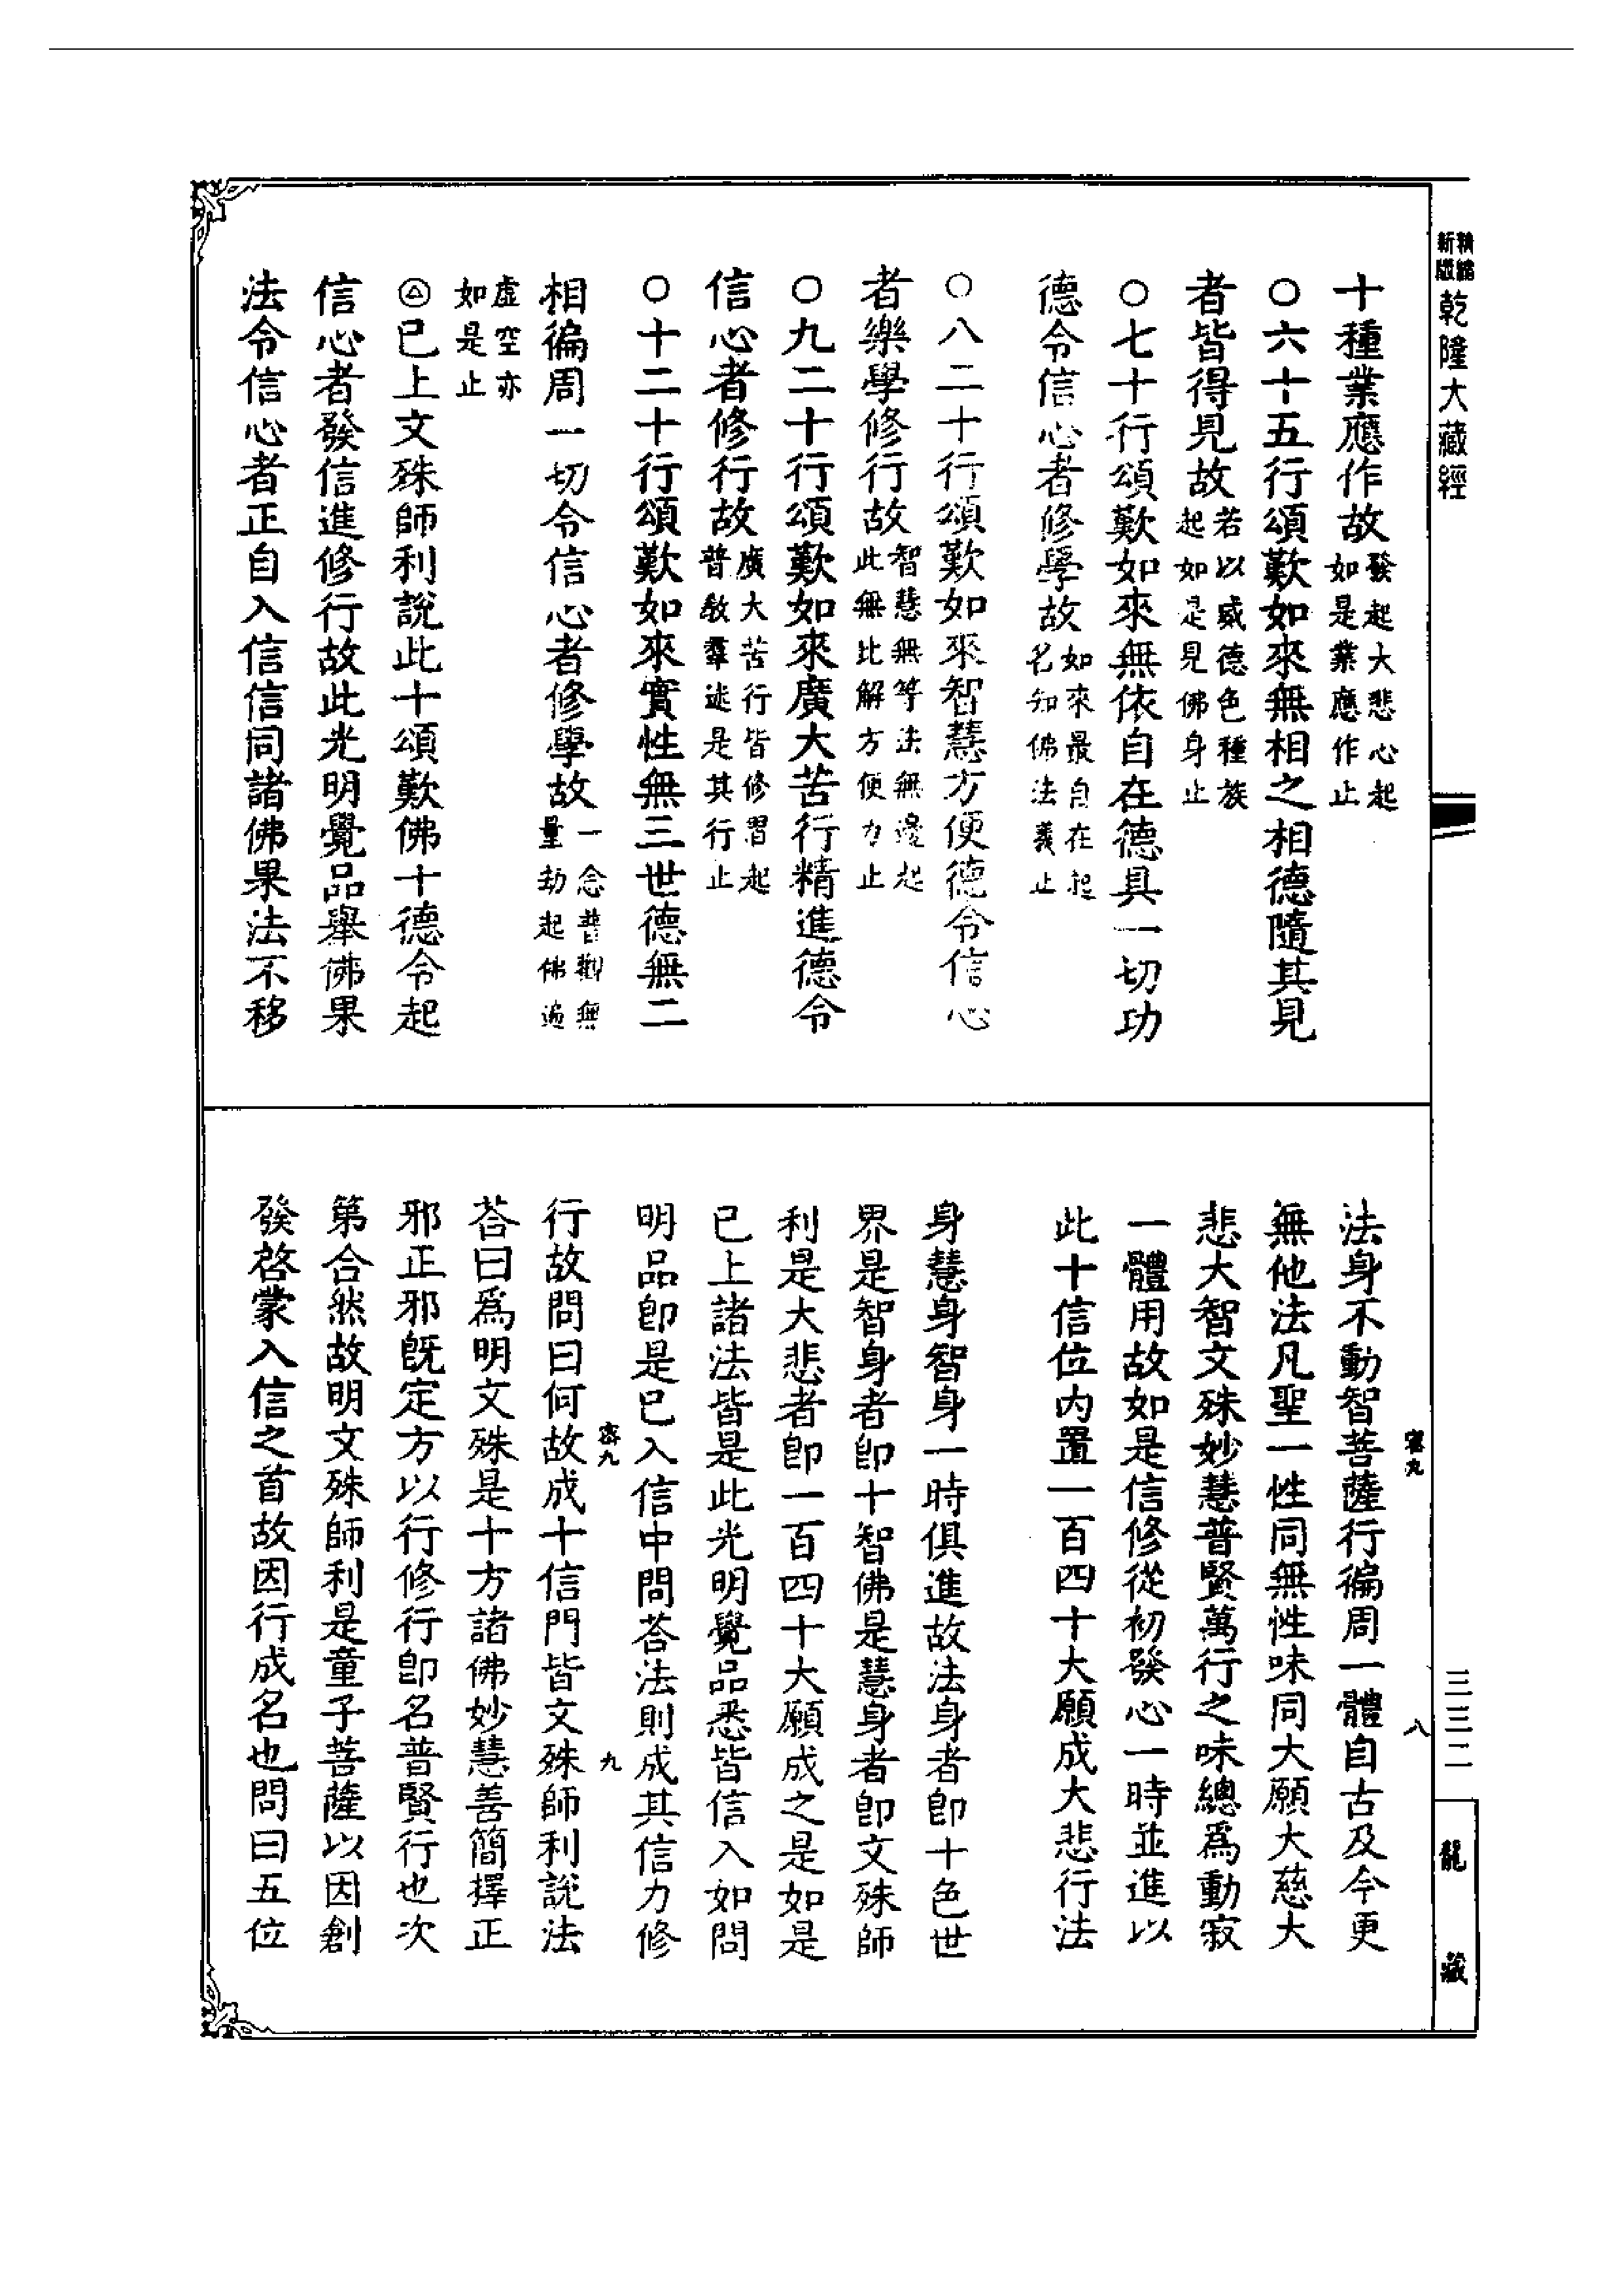 精縮
新版
乾隆大藏經
十種業應作故發起大悲心起如是業應作止
○六十五行頌歎如來無相之相德隨其見
者皆得見故若以威德色種族起如是見佛身止
○七十行頌歎如來無依自在德具一切功
德令信心者修學故如來最自在起名知佛法義止
○八二十行頌歎如來智慧方便德令信心
者樂學修行故智慧無等法無邊起此無比解方便力止
○九二十行頌歎如來廣大苦行精進德令
信心者修行故廣大苦行皆修習起普教羣迷是其行止
○十二十行頌歎如來實性無三世德無二
相徧周一切令信心者修學故一念普觀無量劫起佛過
虛空亦如是止
◬已上文殊師利說此十頌歎佛十德令起
信心者發信進修行故此光明覺品舉佛果
法令信心者正自入信信同諸佛果法不移
密九
八
法身不動智菩薩行徧周一體自古及今更
無他法凡聖一性同無性味同大願大慈大
悲大智文殊妙慧普賢萬行之味總爲動寂
一體用故如是信修從初發心一時並進以
此十信位內置一百四十大願成大悲行法
身慧身智身一時俱進故法身者卽十色世
界是智身者卽十智佛是慧身者卽文殊師
利是大悲者卽一百四十大願成之是如是
已上諸法皆是此光明覺品悉皆信入如問
明品卽是已入信中問荅法則成其信力修
密九
九
行故問曰何故成十信門皆文殊師利說法
荅曰爲明文殊是十方諸佛妙慧善簡擇正
邪正邪旣定方以行修行卽名普賢行也次
第合然故明文殊師利是童子菩薩以因創
發啓蒙入信之首故因行成名也問曰五位
三三二
龍藏